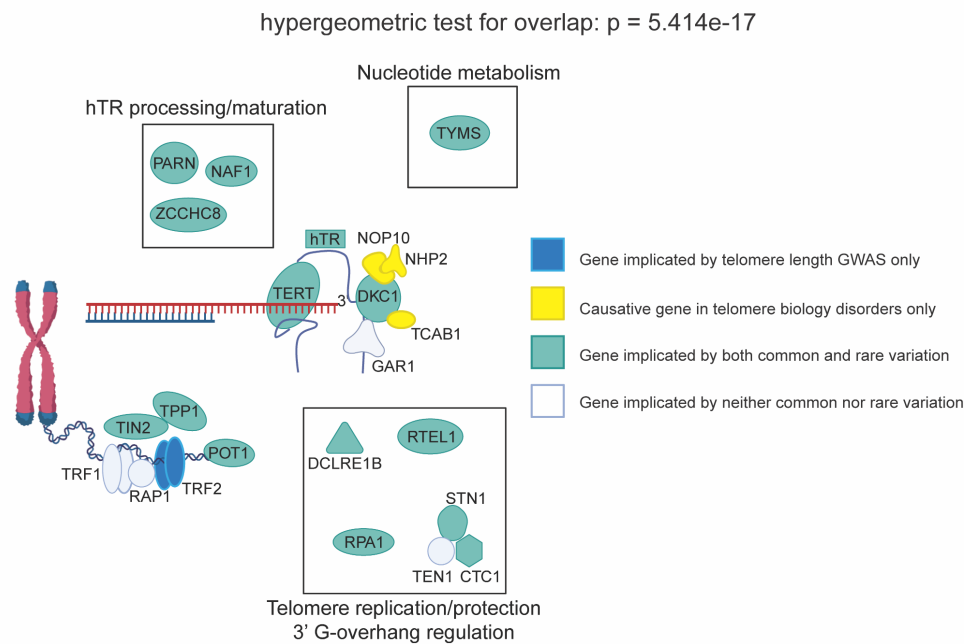 hypergeometric test for overlap: p = 5.414e-17
Nucleotide metabolism
TYMS
hTR processing/maturation
PARN
NAF1
ZCCHC8
hTR
NOP10
NHP2
TERT
3'
DKC1
TCAB1
GAR1
Gene implicated by telomere length GWAS only
Causative gene in telomere biology disorders only
Gene implicated by both common and rare variation
Gene implicated by neither common nor rare variation
TPP1
TIN2
POT1
TRF1
RAP1
TRF2
DCLRE1B
RTEL1
STN1
RPA1
TEN1
CTC1
Telomere replication/protection
3’ G-overhang regulation